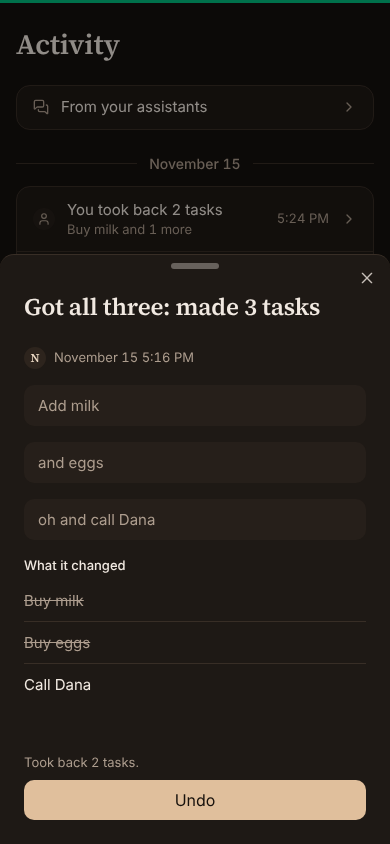 Activity
From your assistants
November 15
You took back 2 tasks
5:24 PM
Buy milk and 1 more
Got all three: made 3 tasks
N November 15 5:16 PM
Add milk
and eggs
oh and call Dana
What it changed
Buy milk
Buy eggs
Call Dana
Took back 2 tasks.
Undo